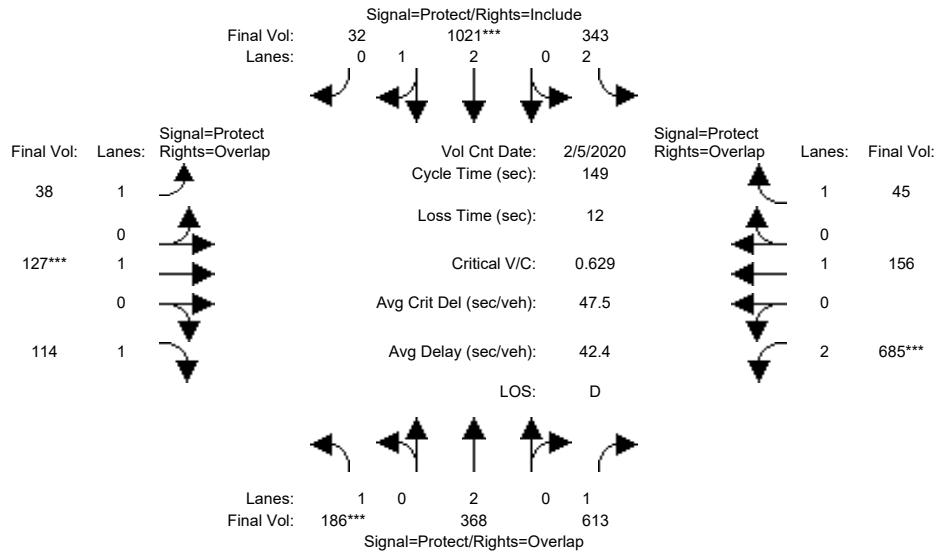 Signal=Protect/Rights=Include
Final Vol: 32 1021*** 343
Lanes: 0 1 2 0 2
Signal=Protect
Final Vol: Lanes: Rights=Overlap
Vol Cnt Date: 2/5/2020
Signal=Protect
Rights=Overlap Lanes: Final Vol:
Cycle Time (sec): 149
38 1
1 45
Loss Time (sec): 12
0
0
127*** 1
Critical V/C: 0.629
1 156
0
Avg Crit Del (sec/veh): 47.5
0
114 1
Avg Delay (sec/veh): 42.4
2 685***
LOS: D
Lanes: 1 0 2 0 1
Final Vol: 186*** 368 613
Signal=Protect/Rights=Overlap